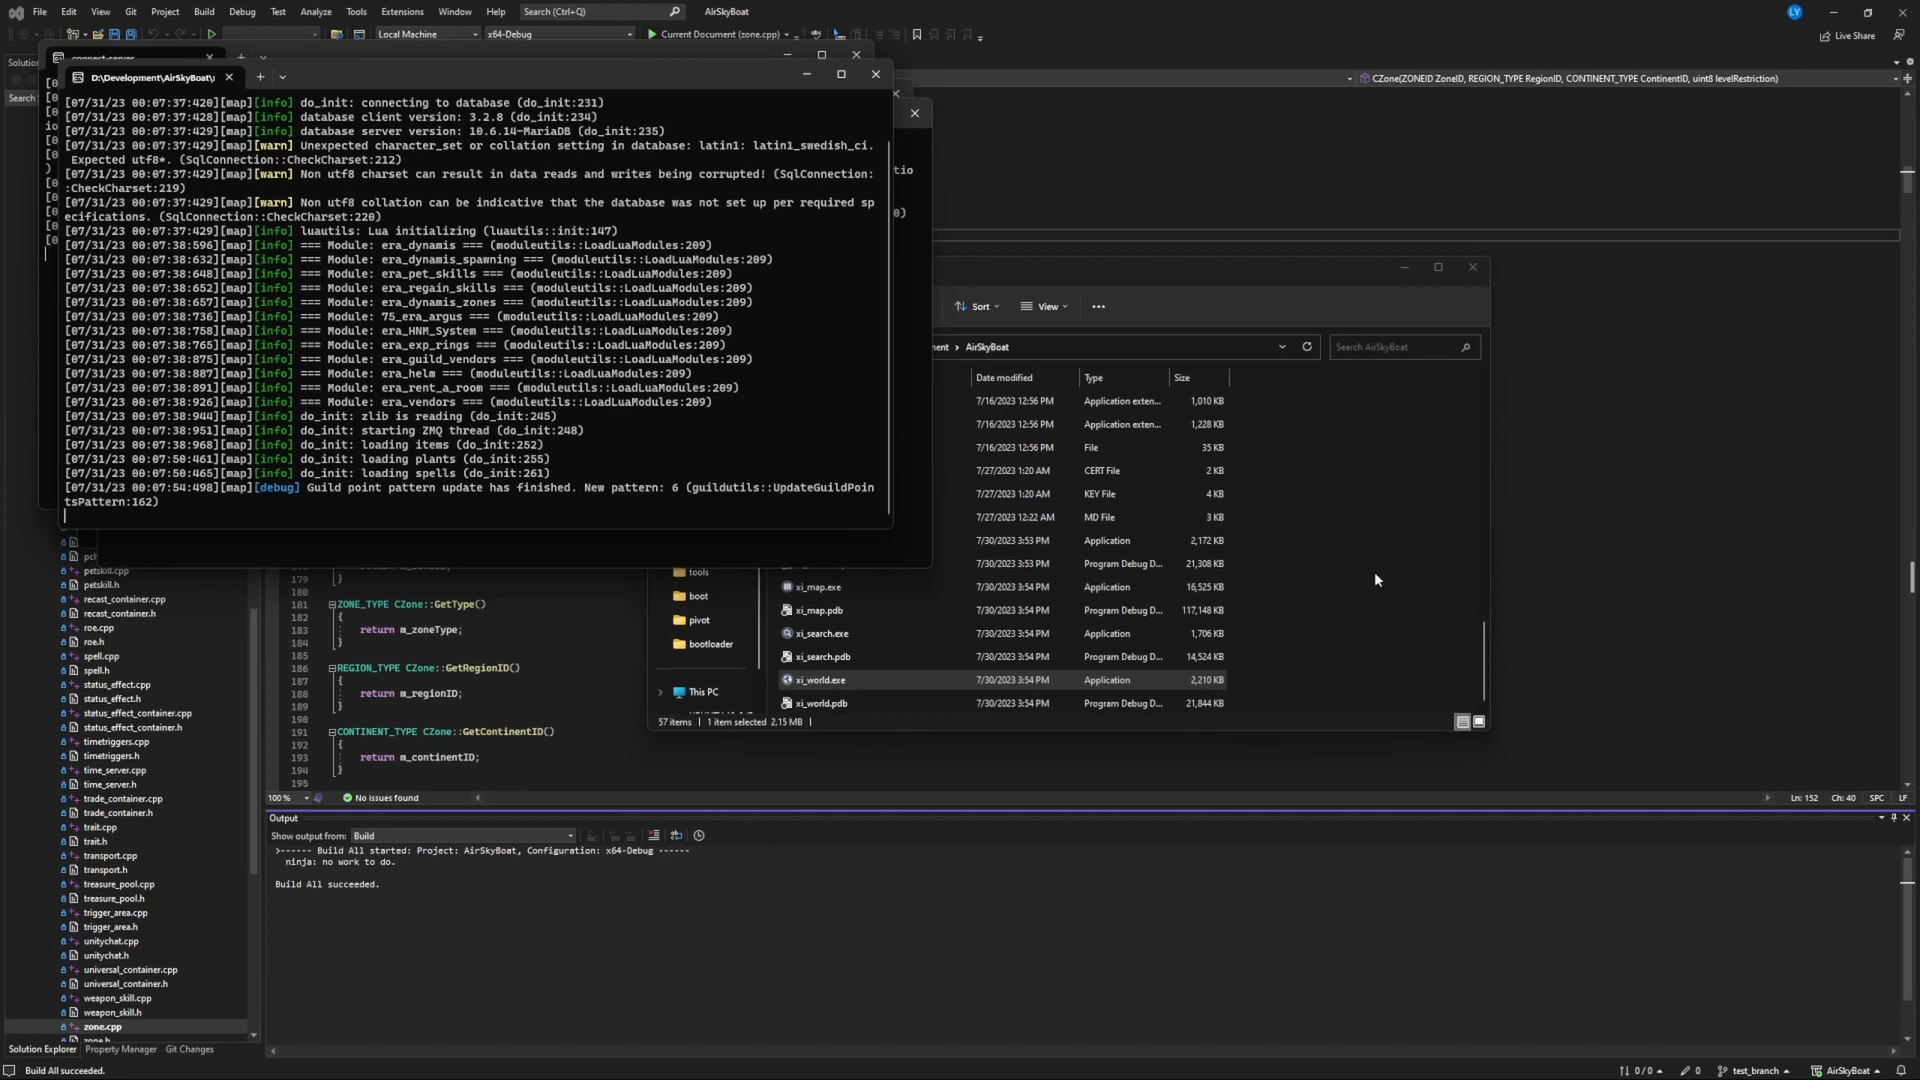 File Edit View Git Project Build Debug Test Analyze Tools Extensions Window Help Search (Ctrl+Q) AirSkyBoat LY
Local Machine x64-Debug Current Document (zone.cpp) Live Share
CZone(ZONEID ZoneID, REGION_TYPE RegionID, CONTINENT_TYPE ContentID, uint8 levelRestriction)
D:\Development\AirSkyBoat\
[07/31/23 00:07:37:420][map][info] do_init: connecting to database (do_init:231)
[07/31/23 00:07:37:428][map][info] database client version: 3.2.8 (do_init:234)
[07/31/23 00:07:37:429][map][info] database server version: 10.6.14-MariaDB (do_init:235)
[07/31/23 00:07:37:429][map][warn] Unexpected character_set or collation setting in database: latin1: latin1_swedish_ci.
Expected utf8*. (SqlConnection::CheckCharset:212)
[07/31/23 00:07:37:429][map][warn] Non utf8 charset can result in data reads and writes being corrupted! (SqlConnection:
:CheckCharset:219)
[07/31/23 00:07:37:429][map][warn] Non utf8 collation can be indicative that the database was not set up per required sp
ecifications. (SqlConnection::CheckCharset:220)
[07/31/23 00:07:37:429][map][info] luautils: Lua initializing (luautils::init:147)
[07/31/23 00:07:38:596][map][info] === Module: era_dynamis === (moduleutils::LoadLuaModules:209)
[07/31/23 00:07:38:632][map][info] === Module: era_dynamis_spawning === (moduleutils::LoadLuaModules:209)
[07/31/23 00:07:38:648][map][info] === Module: era_pet_skills === (moduleutils::LoadLuaModules:209)
[07/31/23 00:07:38:652][map][info] === Module: era_regain_skills === (moduleutils::LoadLuaModules:209)
[07/31/23 00:07:38:657][map][info] === Module: era_dynamis_zones === (moduleutils::LoadLuaModules:209)
[07/31/23 00:07:38:736][map][info] === Module: 75_era_argus === (moduleutils::LoadLuaModules:209)
[07/31/23 00:07:38:758][map][info] === Module: era_HNM_System === (moduleutils::LoadLuaModules:209)
[07/31/23 00:07:38:765][map][info] === Module: era_exp_rings === (moduleutils::LoadLuaModules:209)
[07/31/23 00:07:38:875][map][info] === Module: era_guild_vendors === (moduleutils::LoadLuaModules:209)
[07/31/23 00:07:38:887][map][info] === Module: era_helm === (moduleutils::LoadLuaModules:209)
[07/31/23 00:07:38:891][map][info] === Module: era_rent_a_room === (moduleutils::LoadLuaModules:209)
[07/31/23 00:07:38:926][map][info] === Module: era_vendors === (moduleutils::LoadLuaModules:209)
[07/31/23 00:07:38:944][map][info] do_init: zlib is reading (do_init:245)
[07/31/23 00:07:38:951][map][info] do_init: starting ZMQ thread (do_init:248)
[07/31/23 00:07:38:968][map][info] do_init: loading items (do_init:252)
[07/31/23 00:07:50:461][map][info] do_init: loading plants (do_init:255)
[07/31/23 00:07:50:465][map][info] do_init: loading spells (do_init:261)
[07/31/23 00:07:54:498][map][debug] Guild point pattern update has finished. New pattern: 6 (guildutils::UpdateGuildPoin
tsPattern:162)
Sort View
AirSkyBoat Search AirSkyBoat
Date modified Type Size
7/16/2023 12:56 PM Application exten... 1,010 KB
7/16/2023 12:56 PM Application exten... 1,228 KB
7/16/2023 12:56 PM File 35 KB
7/27/2023 1:20 AM CERT File 2 KB
7/27/2023 1:20 AM KEY File 4 KB
7/27/2023 12:22 AM MD File 3 KB
7/30/2023 3:53 PM Application 2,172 KB
7/30/2023 3:53 PM Program Debug D... 21,308 KB
xi_map.exe 7/30/2023 3:54 PM Application 16,525 KB
xi_map.pdb 7/30/2023 3:54 PM Program Debug D... 117,148 KB
xi_search.exe 7/30/2023 3:54 PM Application 1,706 KB
xi_search.pdb 7/30/2023 3:54 PM Program Debug D... 14,524 KB
xi_world.exe 7/30/2023 3:54 PM Application 2,210 KB
xi_world.pdb 7/30/2023 3:54 PM Program Debug D... 21,844 KB
tools
boot
pivot
bootloader
This PC
57 items 1 item selected 2.15 MB
petskill.cpp
petskill.h
recast_container.cpp
recast_container.h
roe.cpp
roe.h
spell.cpp
spell.h
status_effect.cpp
status_effect.h
status_effect_container.cpp
status_effect_container.h
timetriggers.cpp
timetriggers.h
time_server.cpp
time_server.h
trade_container.cpp
trade_container.h
trait.cpp
trait.h
transport.cpp
transport.h
treasure_pool.cpp
treasure_pool.h
trigger_area.cpp
trigger_area.h
unitychat.cpp
unitychat.h
universal_container.cpp
universal_container.h
weapon_skill.cpp
weapon_skill.h
zone.cpp
zone.h
179 }
180
181 ZONE_TYPE CZone::GetType()
182 {
183 return m_zoneType;
184 }
185
186 REGION_TYPE CZone::GetRegionID()
187 {
188 return m_regionID;
189 }
190
191 CONTINENT_TYPE CZone::GetContinentID()
192 {
193 return m_continentID;
194 }
195
100 % No issues found Ln: 152 Ch: 40 SPC LF
Output
Show output from: Build
>------ Build All started: Project: AirSkyBoat, Configuration: x64-Debug ------
ninja: no work to do.
Build All succeeded.
Solution Explorer Property Manager Git Changes
Build All succeeded. 0 / 0 0 test_branch AirSkyBoat